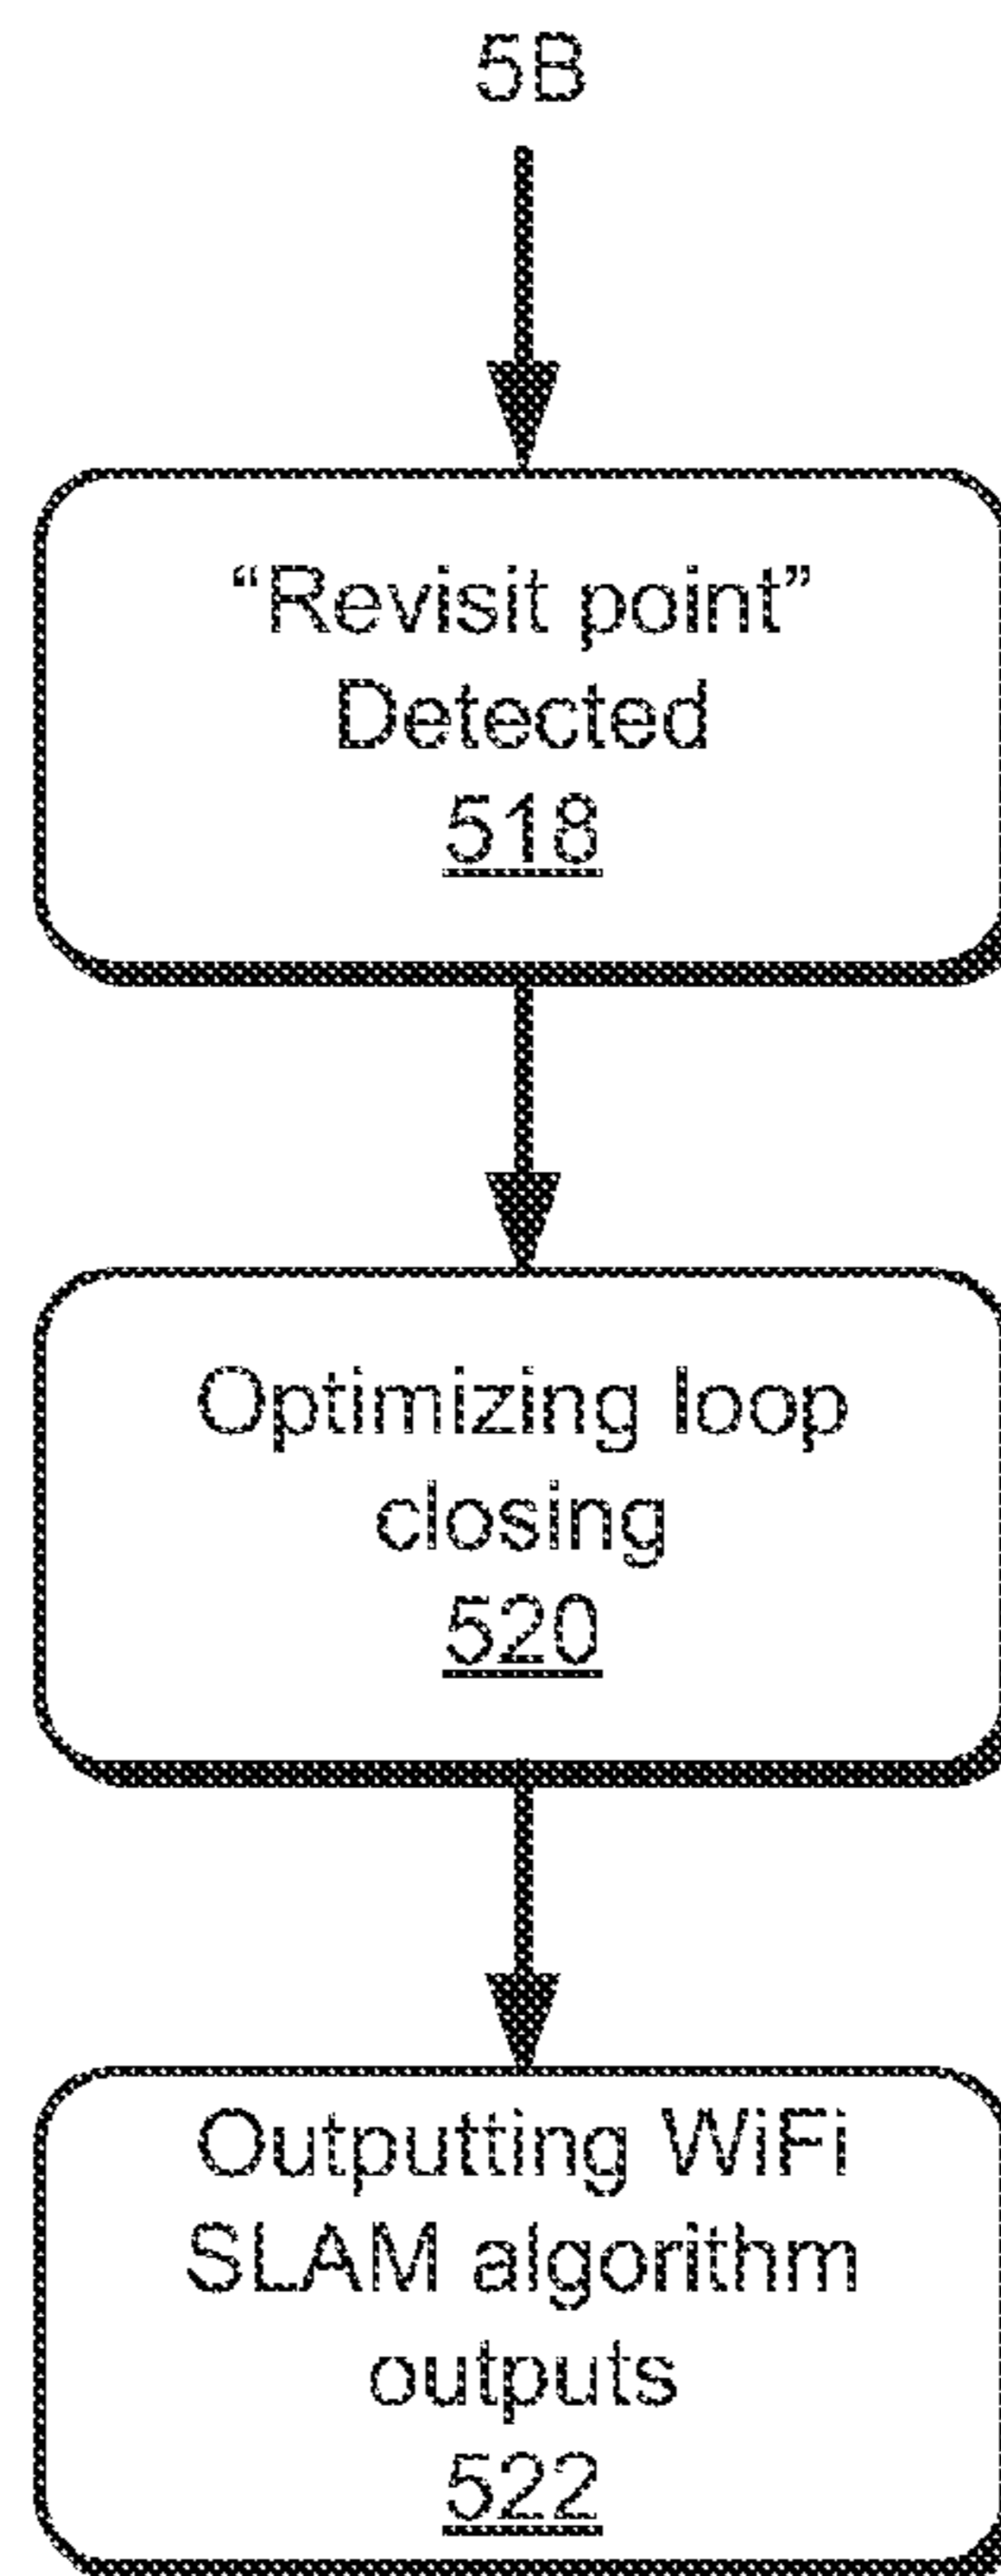 5B
“Revisit point”
Detected
518
Optimizing loop
closing
520
Outputting WiFi
SLAM algorithm
outputs
522